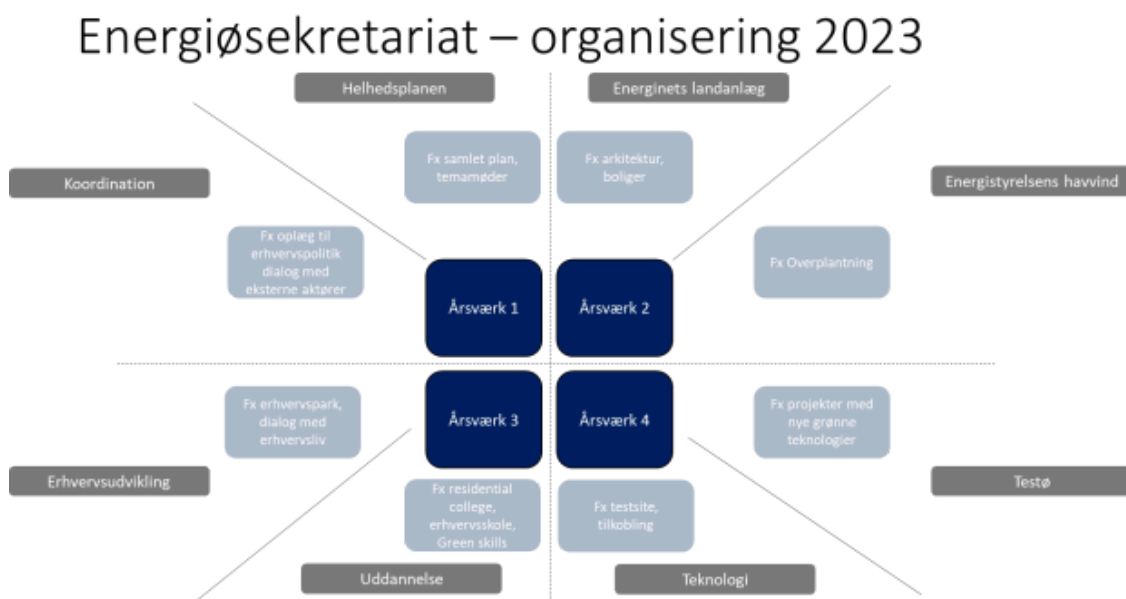 Energiøsekretariat – organisering 2023
Helhedsplanen
Energinets landanlæg
Fx samlet plan,
temamøder
Fx arkitektur,
boliger
Koordination
Energistyrelsens havvind
Fx oplæg til
erhvervspolitik
dialog med
eksterne aktører
Fx Overplantning
Årsværk 1
Årsværk 2
Årsværk 3
Årsværk 4
Fx erhvervspark,
dialog med
erhvervsliv
Fx projekter med
nye grønne
teknologier
Erhvervsudvikling
Testø
Fx residential
college,
erhvervsskole,
Green skills
Fx testsite,
tilkobling
Uddannelse
Teknologi